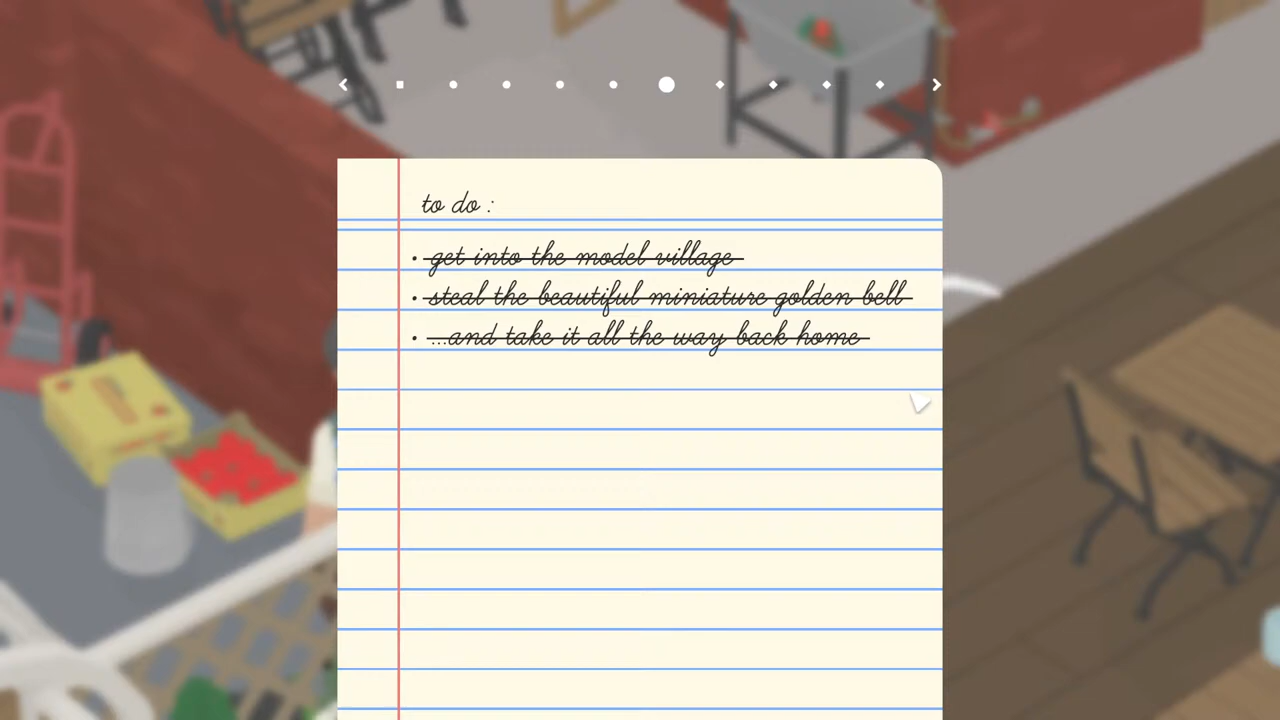 to do :
• get into the model village
• steal the beautiful miniature golden bell
• ...and take it all the way back home